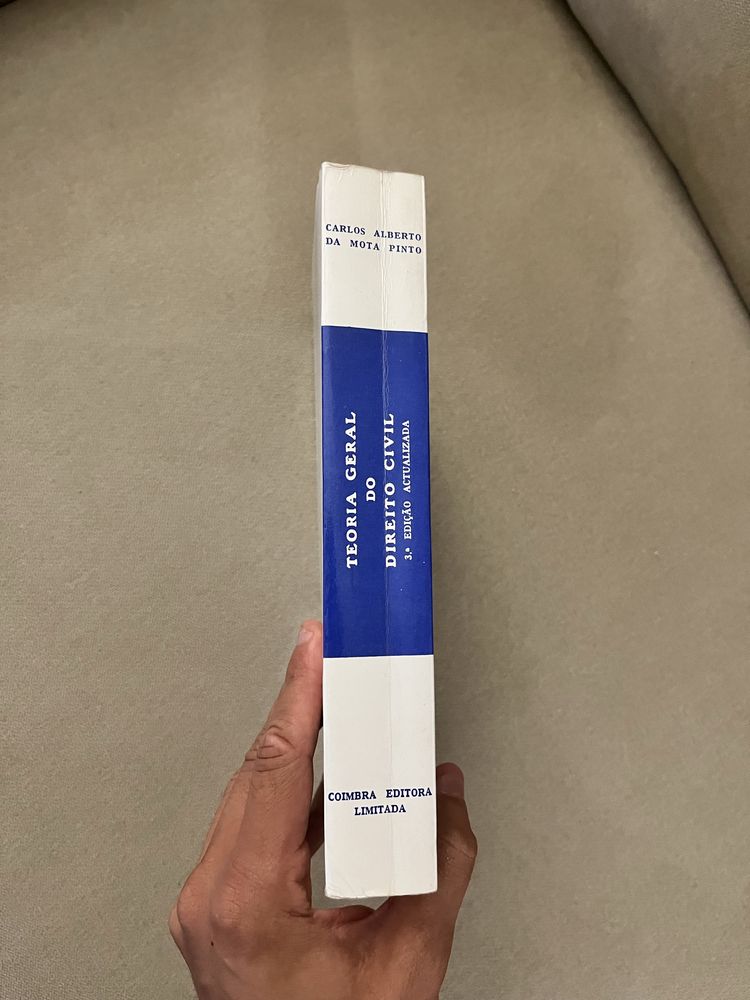 CARLOS ALBERTO
DA MOTA PINTO
TEORIA GERAL
DO
DIREITO CIVIL
3.ª EDIÇÃO ACTUALIZADA
COIMBRA EDITORA
LIMITADA